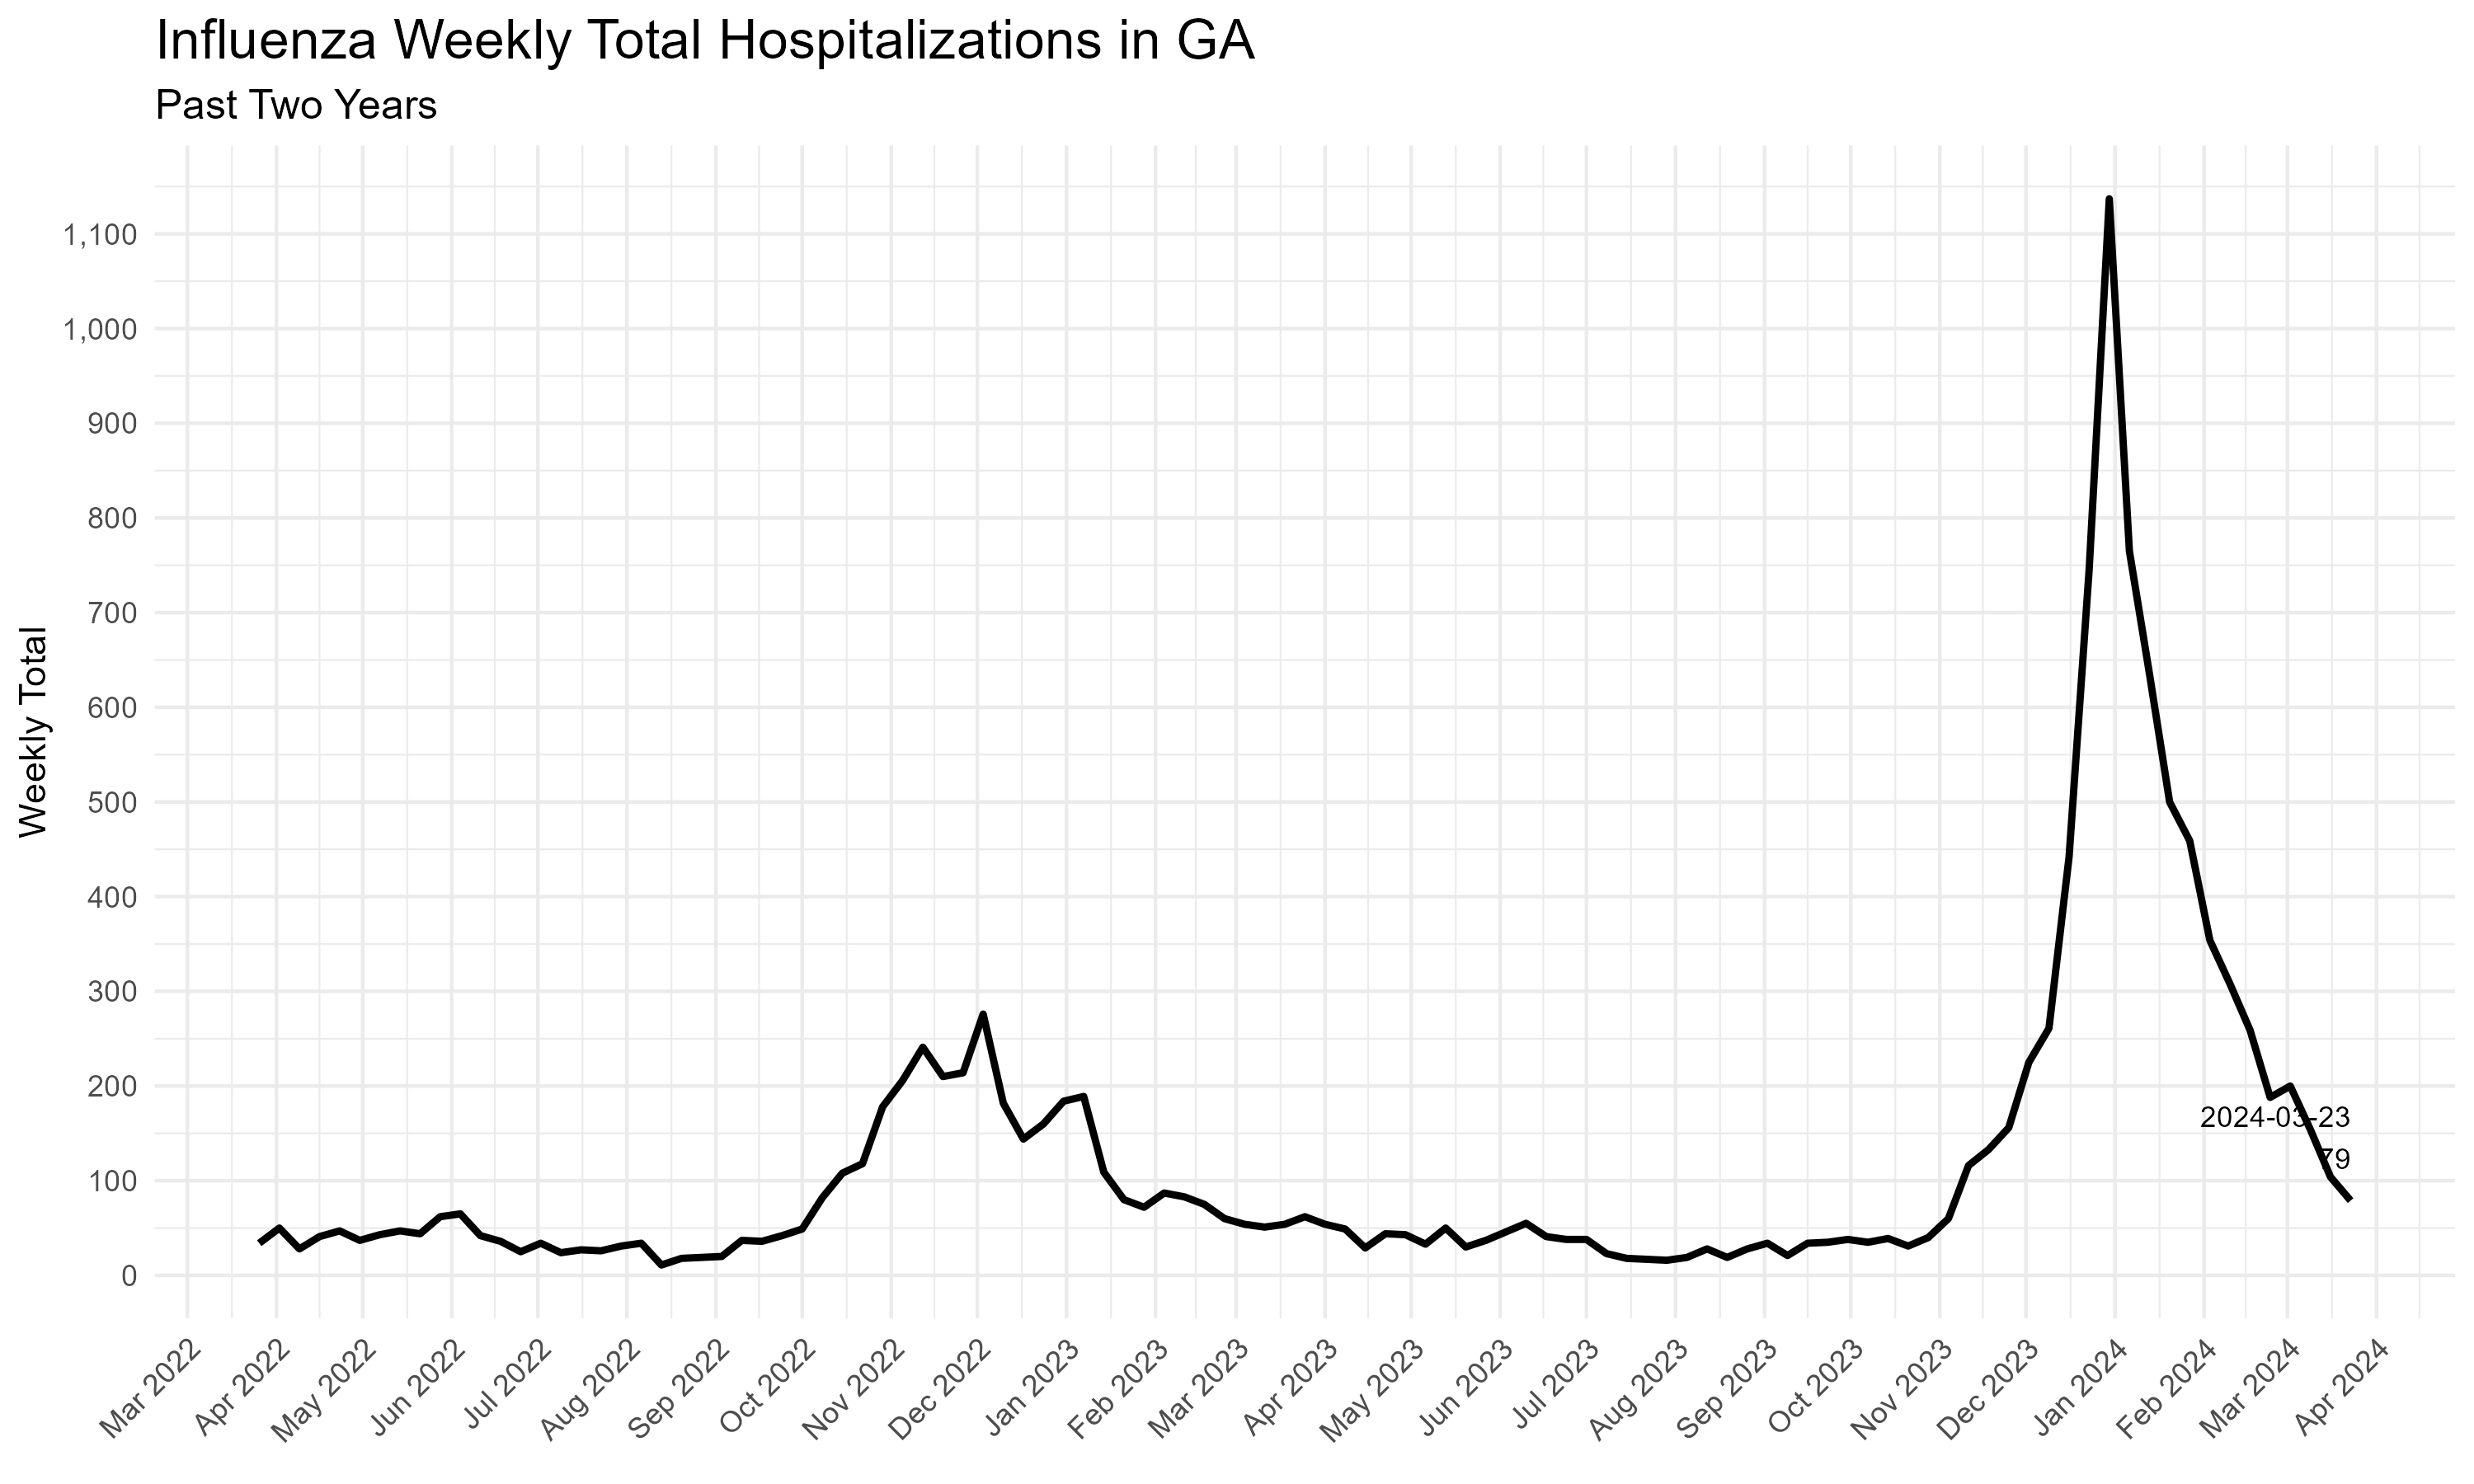 Influenza Weekly Total Hospitalizations in GA
Past Two Years
Weekly Total
1,100
1,000
900
800
700
600
500
400
300
200
100
0
2024-03-23
79
Mar 2022
Apr 2022
May 2022
Jun 2022
Jul 2022
Aug 2022
Sep 2022
Oct 2022
Nov 2022
Dec 2022
Jan 2023
Feb 2023
Mar 2023
Apr 2023
May 2023
Jun 2023
Jul 2023
Aug 2023
Sep 2023
Oct 2023
Nov 2023
Dec 2023
Jan 2024
Feb 2024
Mar 2024
Apr 2024